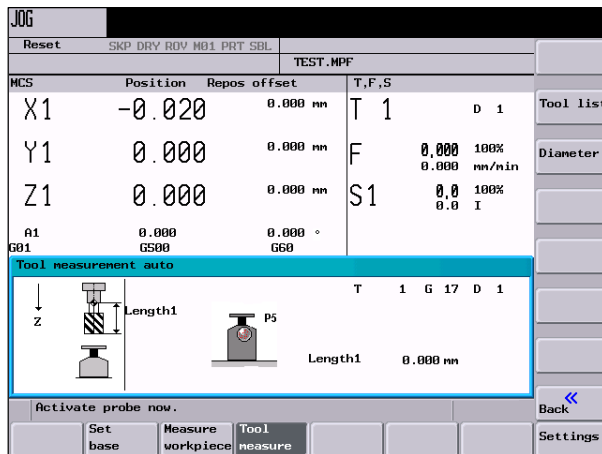 JOG
Reset SKP DRY ROV M01 PRT SBL
TEST.MPF
MCS Position Repos offset T,F,S
X1 -0.020 0.000 mm T 1 D 1 Tool list
Y1 0.000 0.000 mm F 0,000 100% Diameter
0.000 mm/min
Z1 0.000 0.000 mm S1 0,0 100%
0.0 I
A1 0.000 0.000 °
G01 G500 G60
Tool measurement auto
T 1 G 17 D 1
Length1
Z P5
Length1 0.000 mm
Activate probe now. Back
Set base Measure workpiece Tool measure Settings